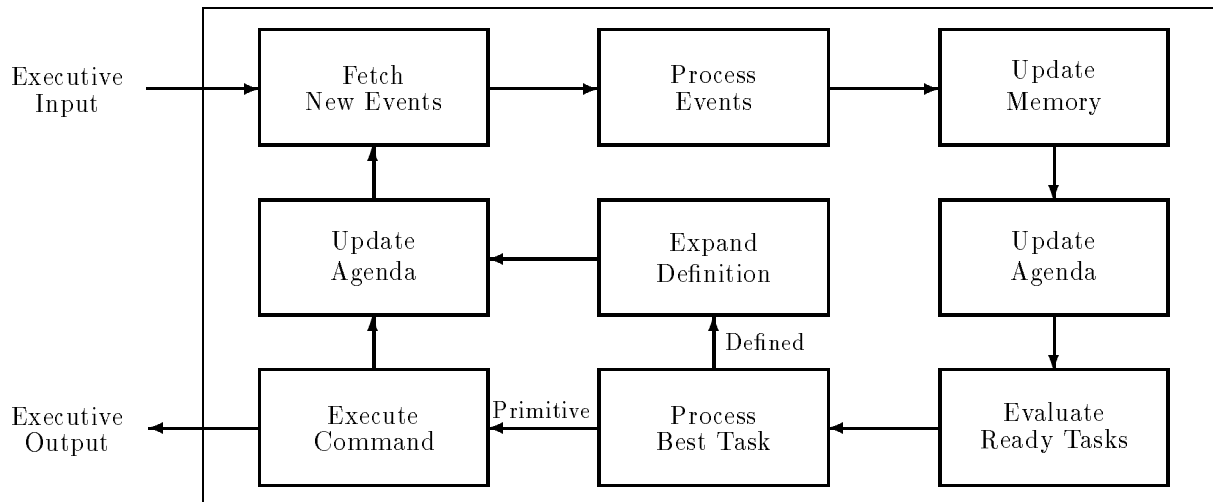 Executive
Input
Fetch
New Events
Process
Events
Update
Memory
Update
Agenda
Expand
Definition
Update
Agenda
Defined
Executive
Output
Execute
Command
Primitive
Process
Best Task
Evaluate
Ready Tasks